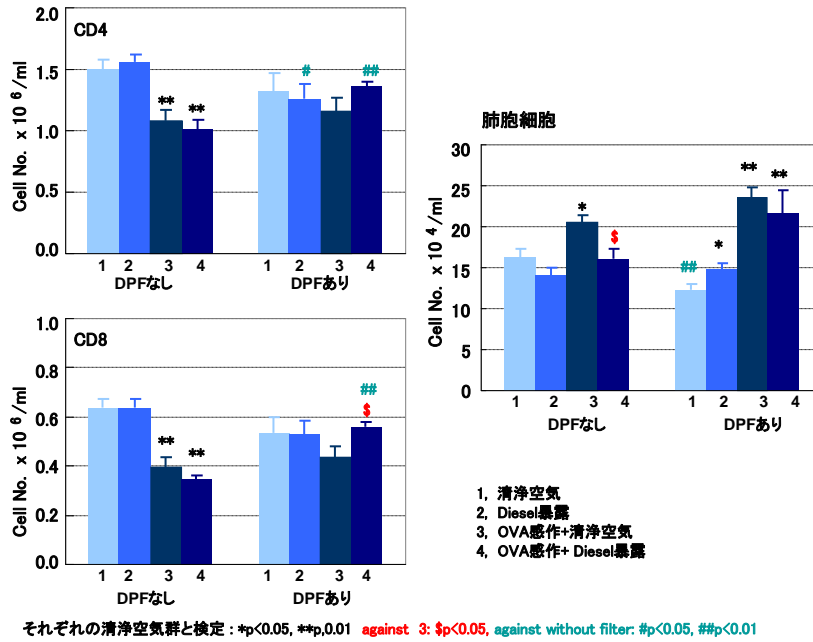 CD4
Cell No. x 10 6/ml
2.0
1.5
1.0
0.5
0.0
** ** # ##
1 2 3 4 1 2 3 4
DPFなし DPFあり
CD8
Cell No. x 10 6/ml
1.0
0.8
0.6
0.4
0.2
0.0
** ** ## $
1 2 3 4 1 2 3 4
DPFなし DPFあり
肺胞細胞
Cell No. x 10 4/ml
30
25
20
15
10
5
0
* $ ## * ** **
1 2 3 4 1 2 3 4
DPFなし DPFあり
1, 清浄空気
2, Diesel暴露
3, OVA感作+清浄空気
4, OVA感作+ Diesel暴露
それぞれの清浄空気群と検定 : *p<0.05, **p,0.01 against 3: $p<0.05, against without filter: #p<0.05, ##p<0.01